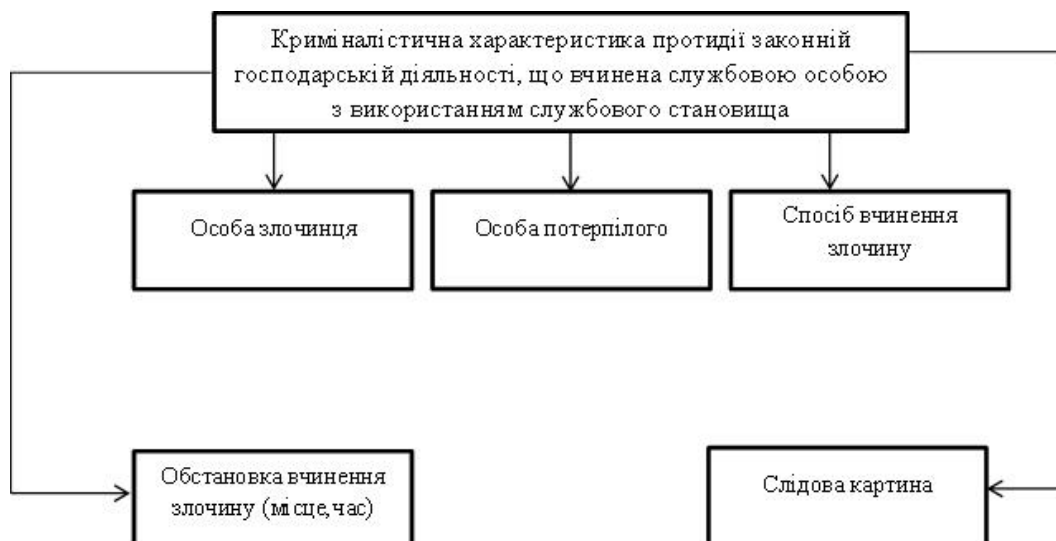 Криміналістична характеристика протидії законній
господарській діяльності, що вчинена службовою особою
з використанням службового становища
Особа злочинця
Особа потерпілого
Спосіб вчинення
злочину
Обстановка вчинення
злочину (місце,час)
Слідова картина